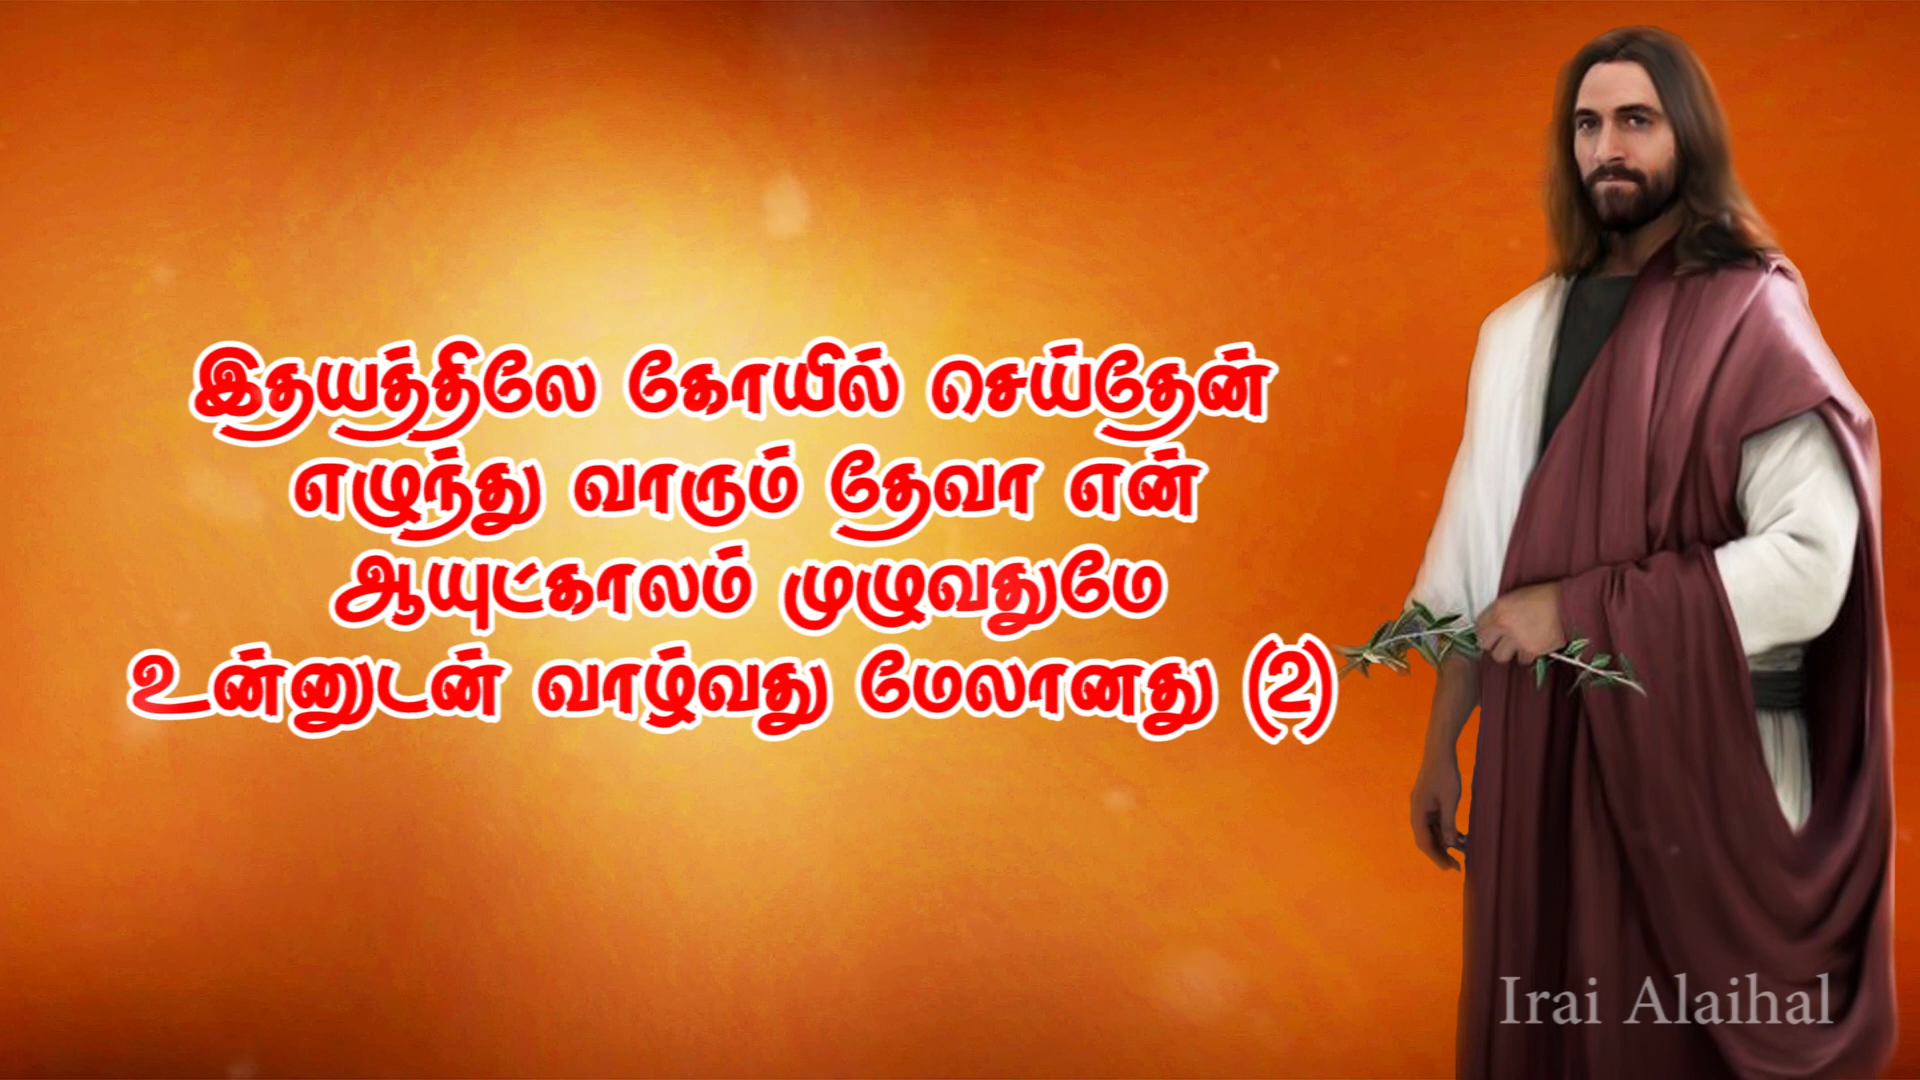 இதயத்திலே கோயில் செய்தேன்
எழுந்து வாரும் தேவா என்
ஆயுட்காலம் முழுவதுமே
உன்னுடன் வாழ்வது மேலானது (2)
Irai Alaihal